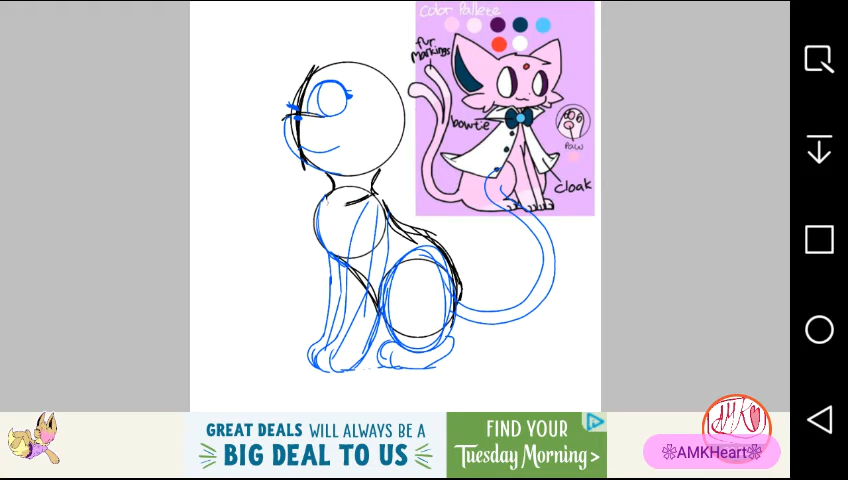 Color Pallete
fur
markings
bowtie
Paw
cloak
GREAT DEALS WILL ALWAYS BE A
BIG DEAL TO US
FIND YOUR
Tuesday Morning >
AMK
❊AMKHeart❊